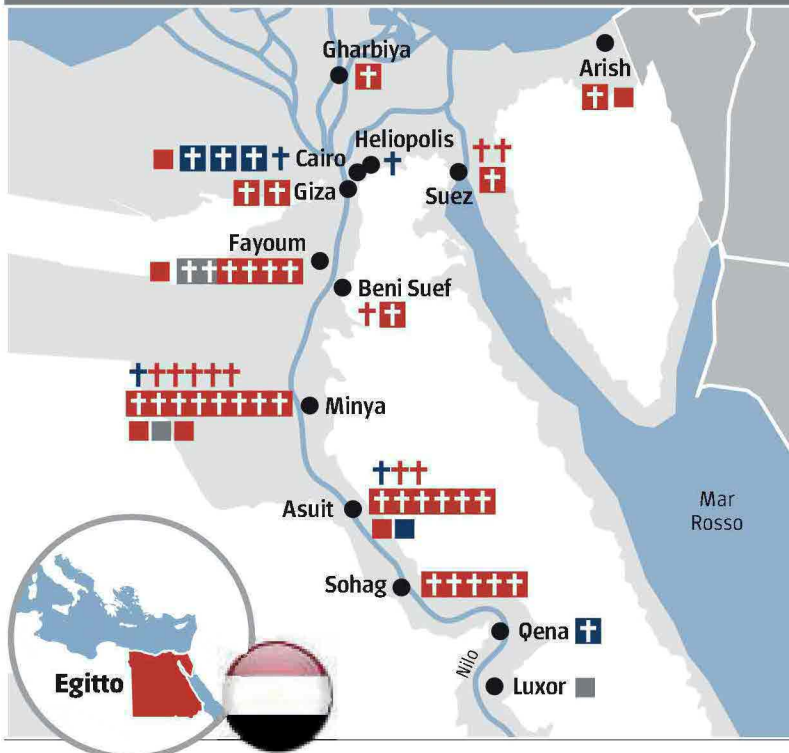 Gharbiya
Arish
Heliopolis
Cairo
Giza
Suez
Fayoum
Beni Suef
Minya
Asuit
Mar
Rosso
Sohag
Qena
Nilo
Luxor
Egitto